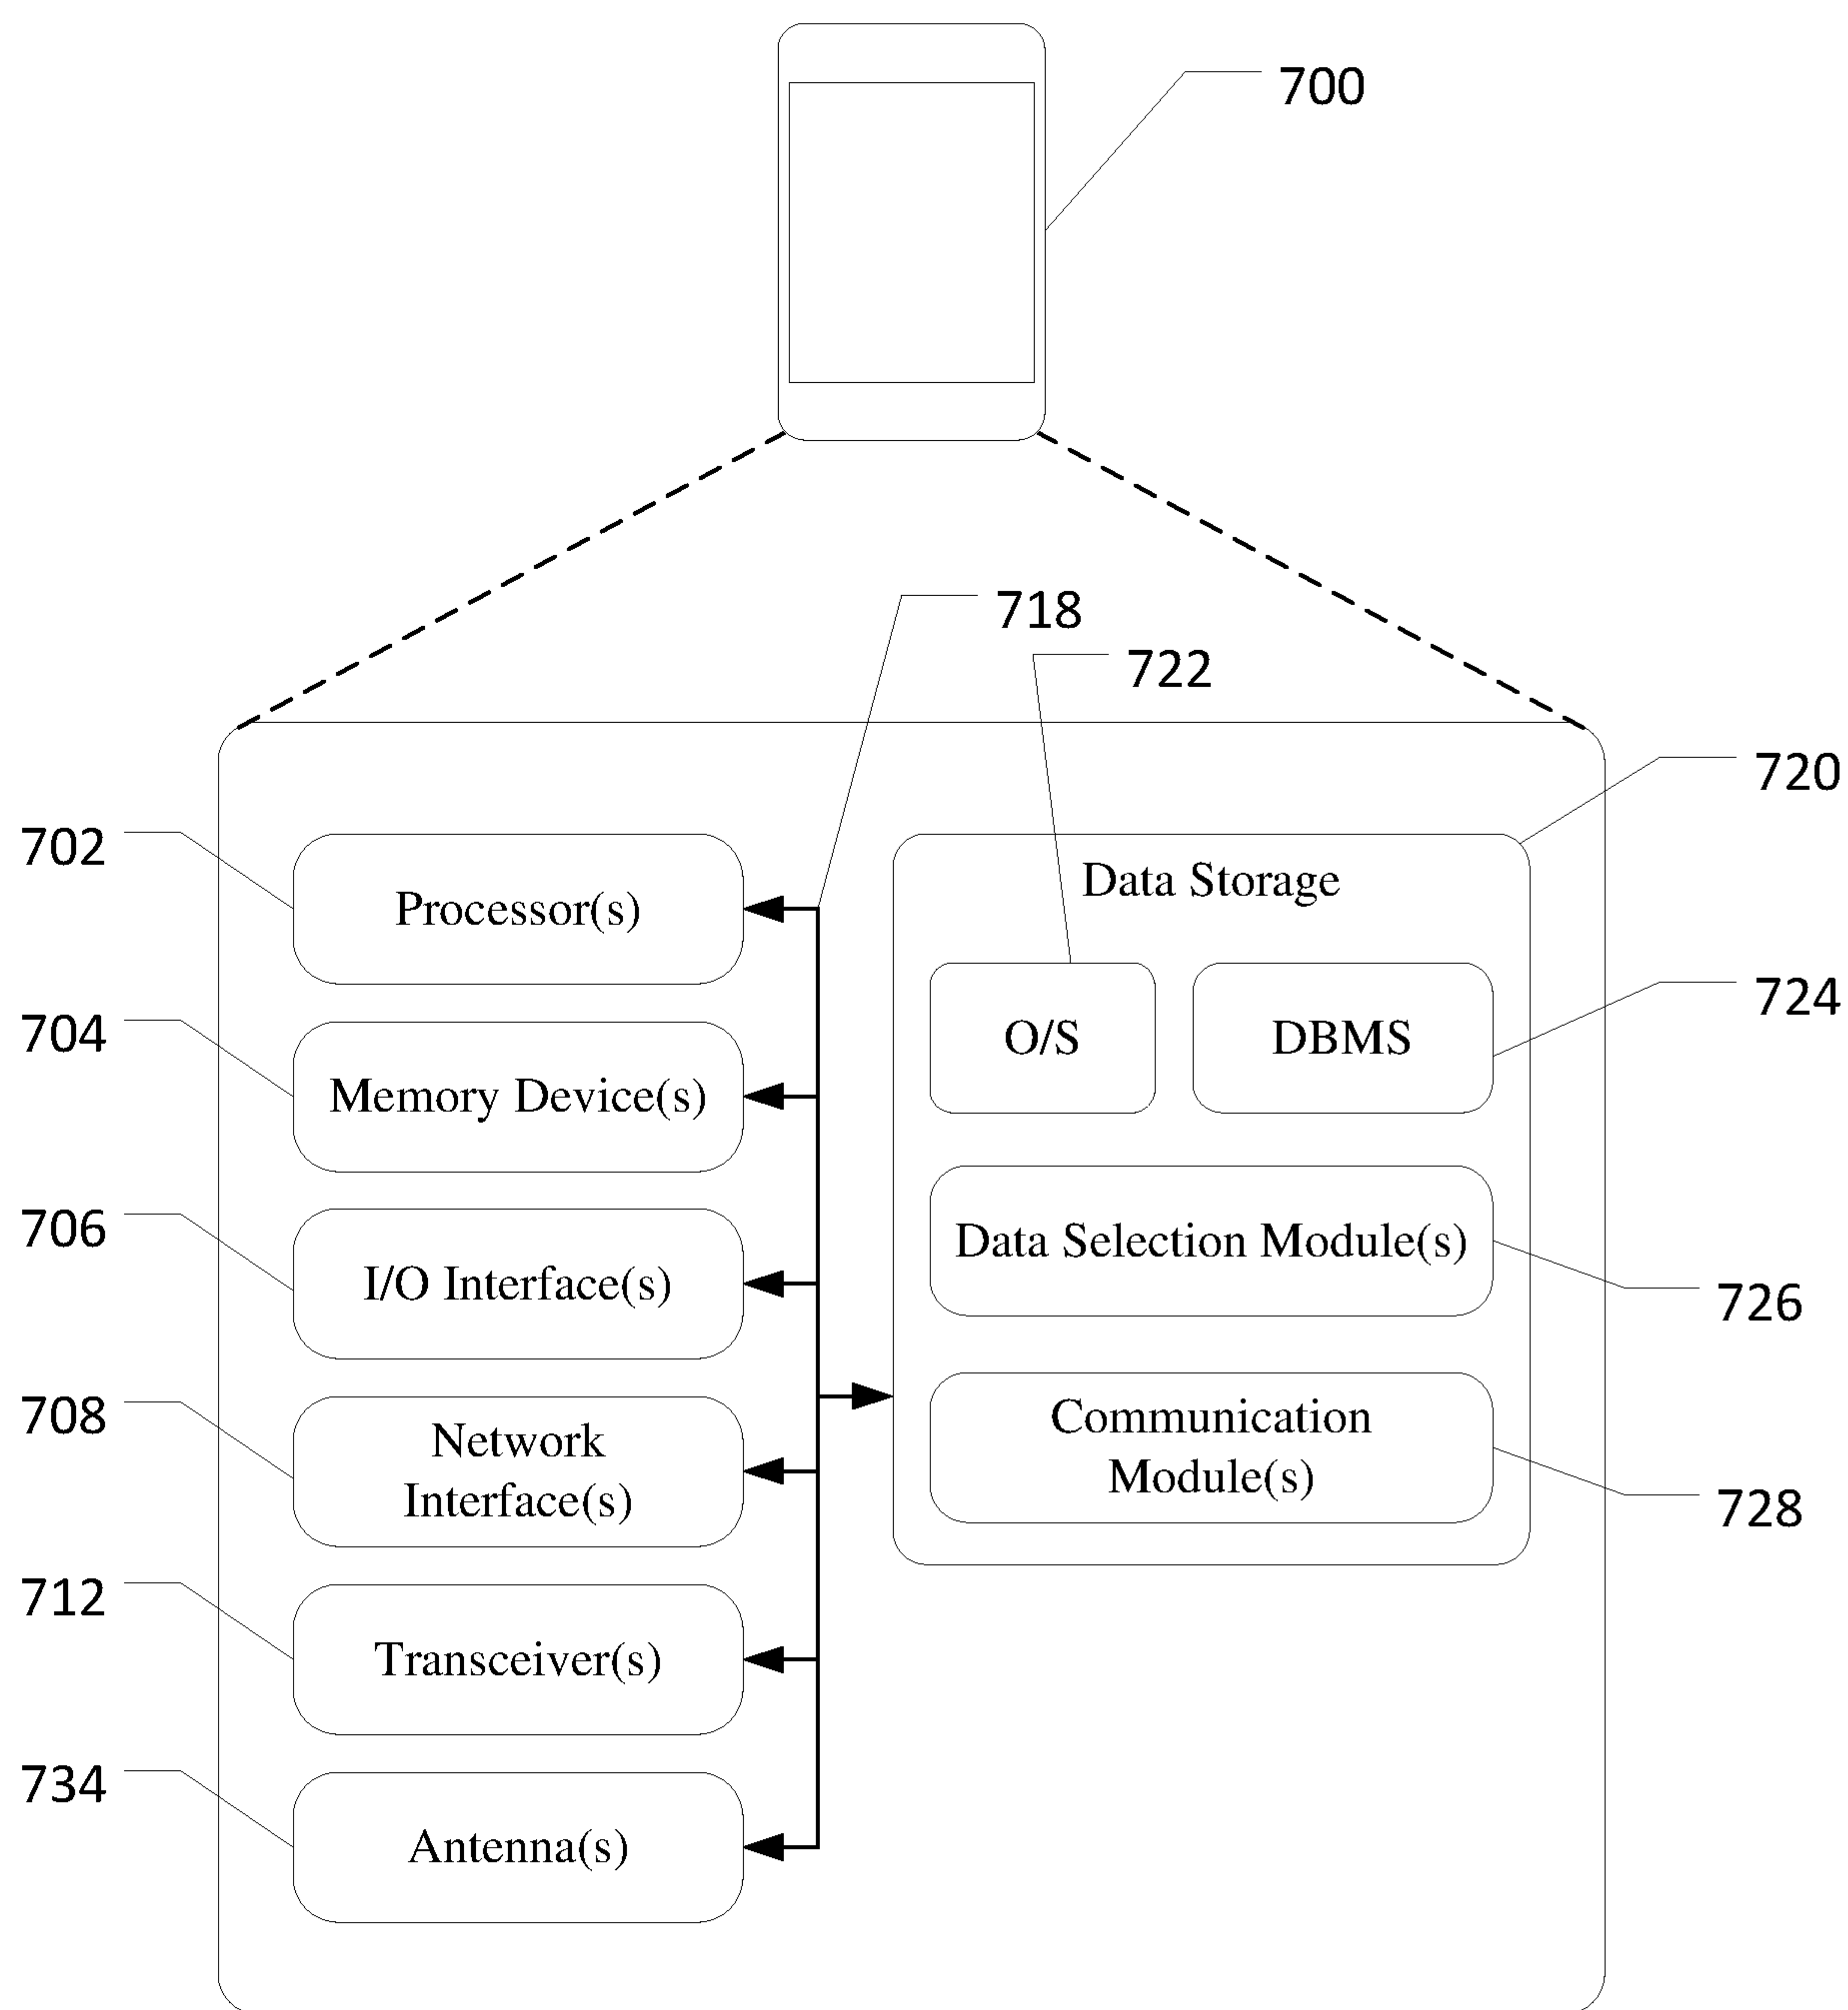 700
718
722
720
702
Processor(s)
Data Storage
704
Memory Device(s)
O/S
DBMS
724
706
I/O Interface(s)
Data Selection Module(s)
726
708
Network
Interface(s)
Communication
Module(s)
728
712
Transceiver(s)
734
Antenna(s)